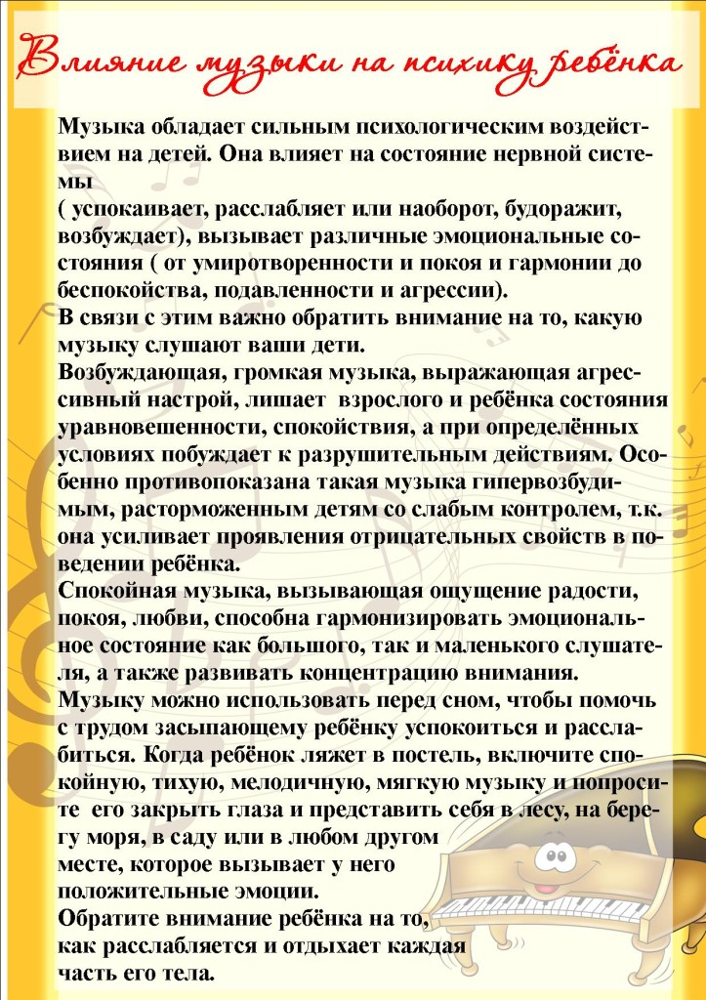 Влияние музыки на психику ребёнка
Музыка обладает сильным психологическим воздейст-
вием на детей. Она влияет на состояние нервной систе-
мы
( успокаивает, расслабляет или наоборот, будоражит,
возбуждает), вызывает различные эмоциональные со-
стояния ( от умиротворенности и покоя и гармонии до
беспокойства, подавленности и агрессии).
В связи с этим важно обратить внимание на то, какую
музыку слушают ваши дети.
Возбуждающая, громкая музыка, выражающая агрес-
сивный настрой, лишает взрослого и ребёнка состояния
уравновешенности, спокойствия, а при определённых
условиях побуждает к разрушительным действиям. Осо-
бенно противопоказана такая музыка гипервозбуди-
мым, расторможенным детям со слабым контролем, т.к.
она усиливает проявления отрицательных свойств в по-
ведении ребёнка.
Спокойная музыка, вызывающая ощущение радости,
покоя, любви, способна гармонизировать эмоциональ-
ное состояние как большого, так и маленького слушате-
ля, а также развивать концентрацию внимания.
Музыку можно использовать перед сном, чтобы помочь
с трудом засыпающему ребёнку успокоиться и рассла-
биться. Когда ребёнок ляжет в постель, включите спо-
койную, тихую, мелодичную, мягкую музыку и попроси-
те его закрыть глаза и представить себя в лесу, на бере-
гу моря, в саду или в любом другом
месте, которое вызывает у него
положительные эмоции.
Обратите внимание ребёнка на то,
как расслабляется и отдыхает каждая
часть его тела.